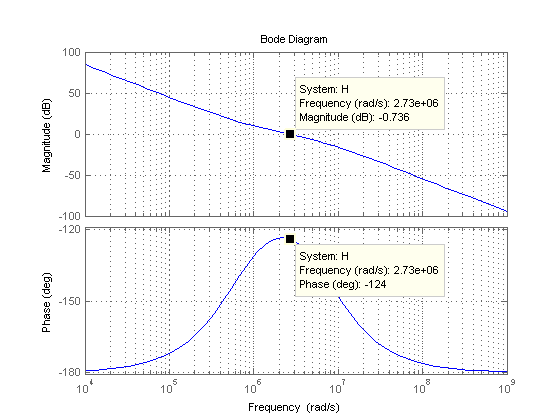 Bode Diagram
100
50
0
-50
-100
Magnitude (dB)
System: H
Frequency (rad/s): 2.73e+06
Magnitude (dB): -0.736
-120
-150
-180
Phase (deg)
System: H
Frequency (rad/s): 2.73e+06
Phase (deg): -124
10^4 10^5 10^6 10^7 10^8 10^9
Frequency (rad/s)